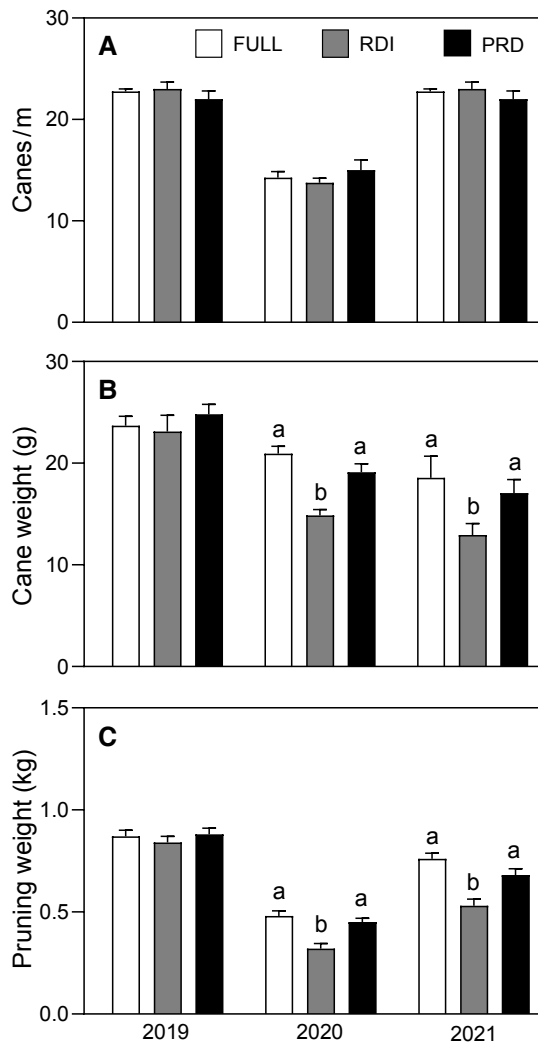 30
A
FULL
RDI
PRD
20
Canes/m
10
0
30
B
a
a
a
a
20
b
b
Cane weight (g)
10
0
1.5
C
1.0
a
a
a
a
b
b
0.5
Pruning weight (kg)
0.0
2019
2020
2021